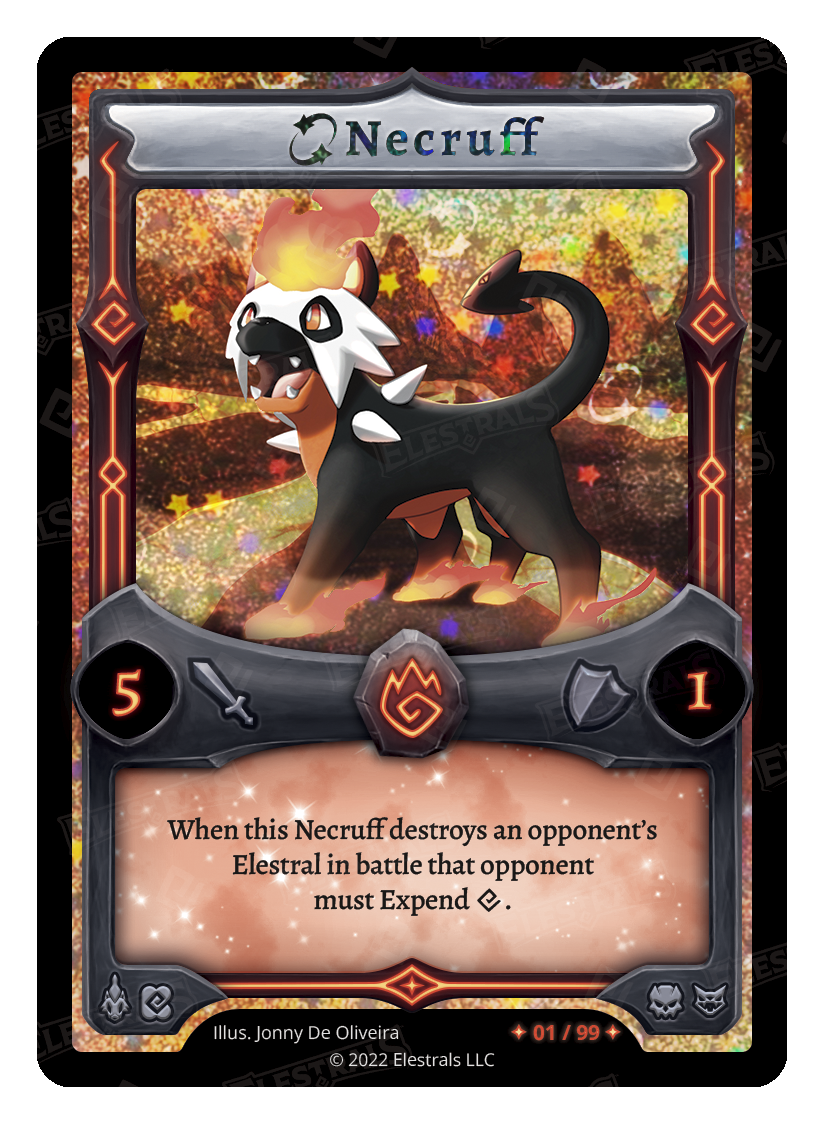 Necruff
5
1
When this Necruff destroys an opponent’s
Elestral in battle that opponent
must Expend .
Illus. Jonny De Oliveira
01 / 99
© 2022 Elestrals LLC
ELESTRALS